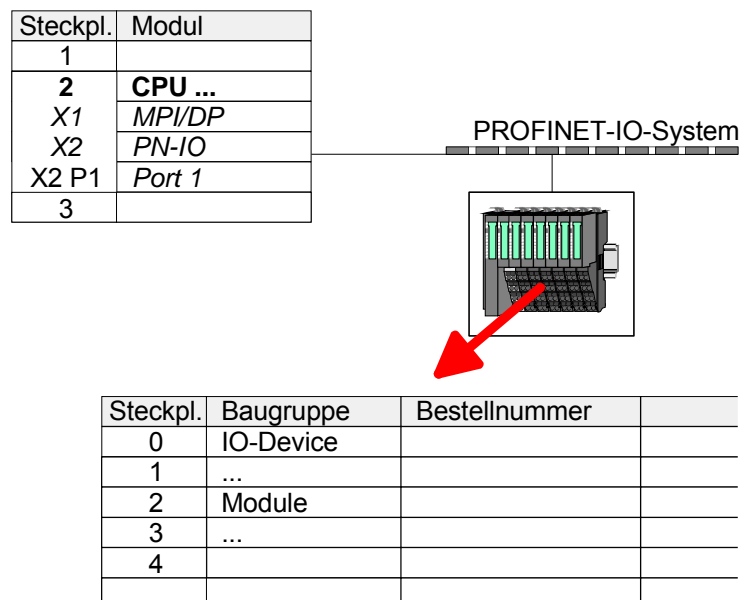 Steckpl. Modul
1
2 CPU ...
X1 MPI/DP
X2 PN-IO
X2 P1 Port 1
3
PROFINET-IO-System
Steckpl. Baugruppe Bestellnummer
0 IO-Device
1 ...
2 Module
3 ...
4